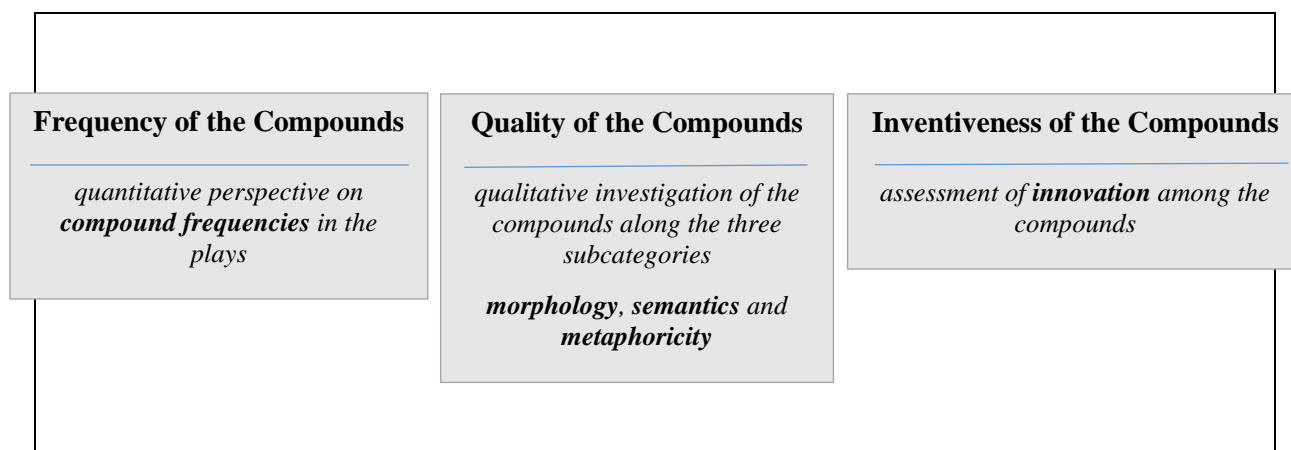 Frequency of the Compounds
quantitative perspective on
compound frequencies in the
plays
Quality of the Compounds
qualitative investigation of the
compounds along the three
subcategories
morphology, semantics and
metaphoricity
Inventiveness of the Compounds
assessment of innovation among the
compounds